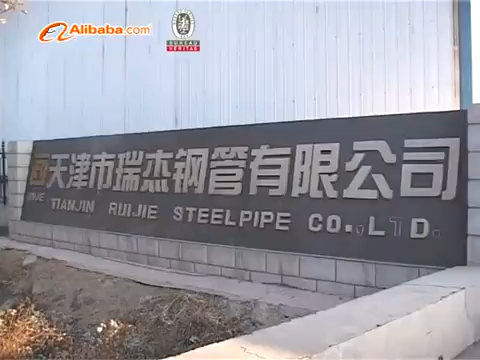 Alibaba.com
BUREAU
VERITAS
天津市瑞杰钢管有限公司
TIANJIN RUIJIE STEELPIPE CO.,LTD.